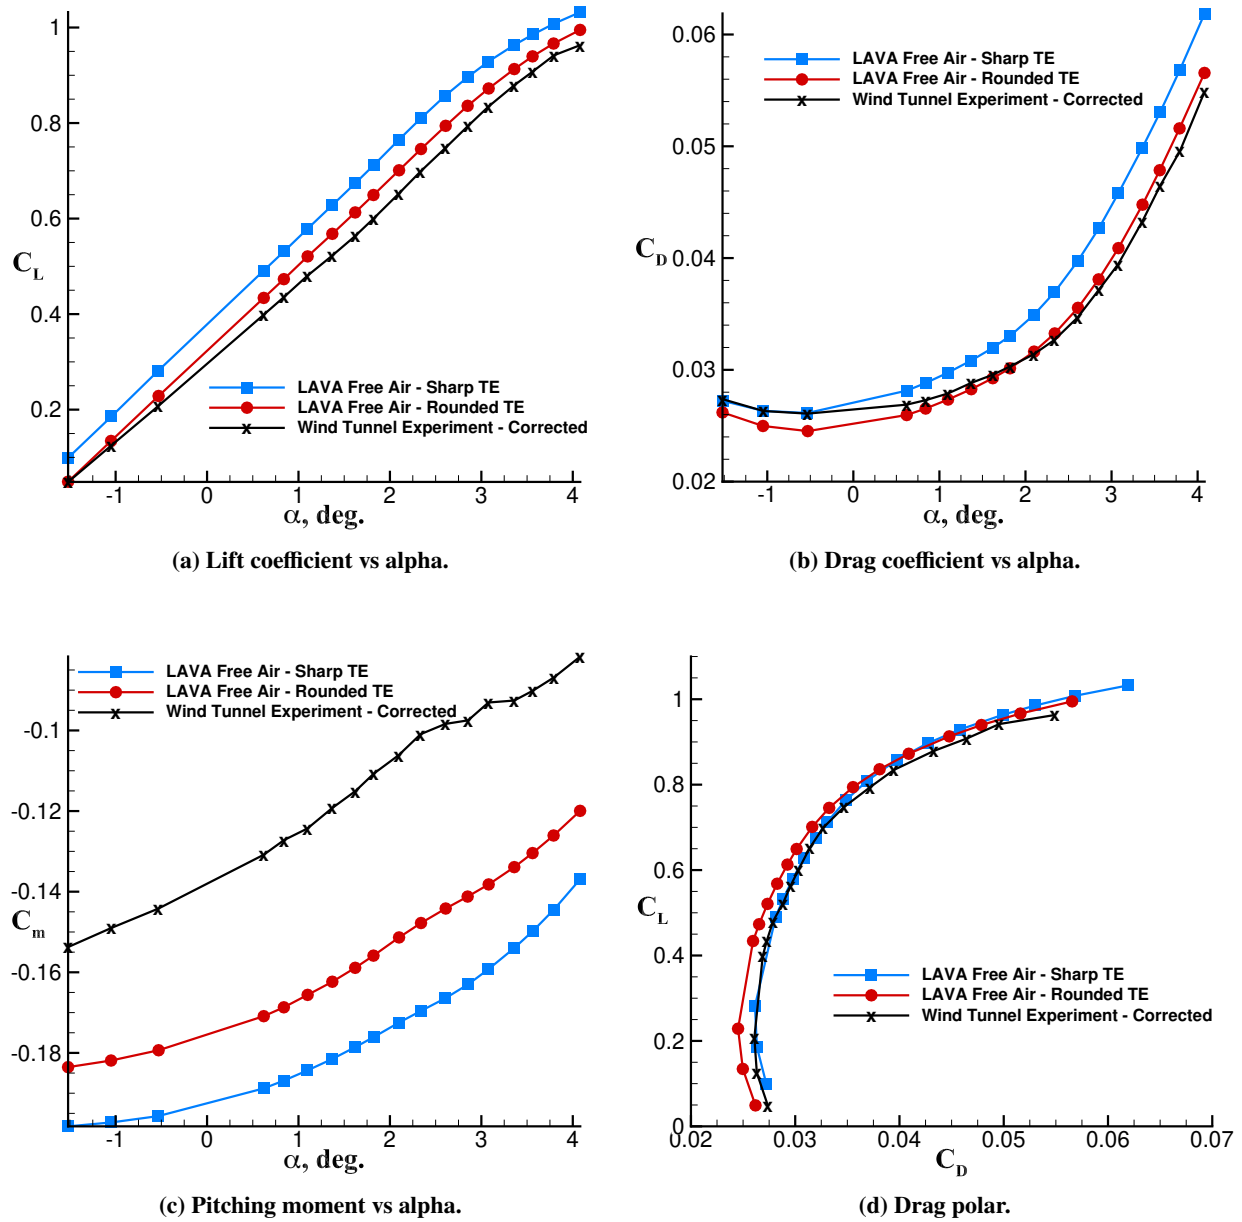 1
0.8
0.6
C_L
0.4
0.2
LAVA Free Air - Sharp TE
LAVA Free Air - Rounded TE
Wind Tunnel Experiment - Corrected
-1 0 1 2 3 4
α, deg.
(a) Lift coefficient vs alpha.
0.06
LAVA Free Air - Sharp TE
LAVA Free Air - Rounded TE
Wind Tunnel Experiment - Corrected
0.05
C_D
0.04
0.03
0.02
-1 0 1 2 3 4
α, deg.
(b) Drag coefficient vs alpha.
LAVA Free Air - Sharp TE
LAVA Free Air - Rounded TE
Wind Tunnel Experiment - Corrected
-0.1
-0.12
-0.14
C_m
-0.16
-0.18
-1 0 1 2 3 4
α, deg.
(c) Pitching moment vs alpha.
1
0.8
0.6
C_L
0.4
LAVA Free Air - Sharp TE
LAVA Free Air - Rounded TE
Wind Tunnel Experiment - Corrected
0.2
0
0.02 0.03 0.04 0.05 0.06 0.07
C_D
(d) Drag polar.